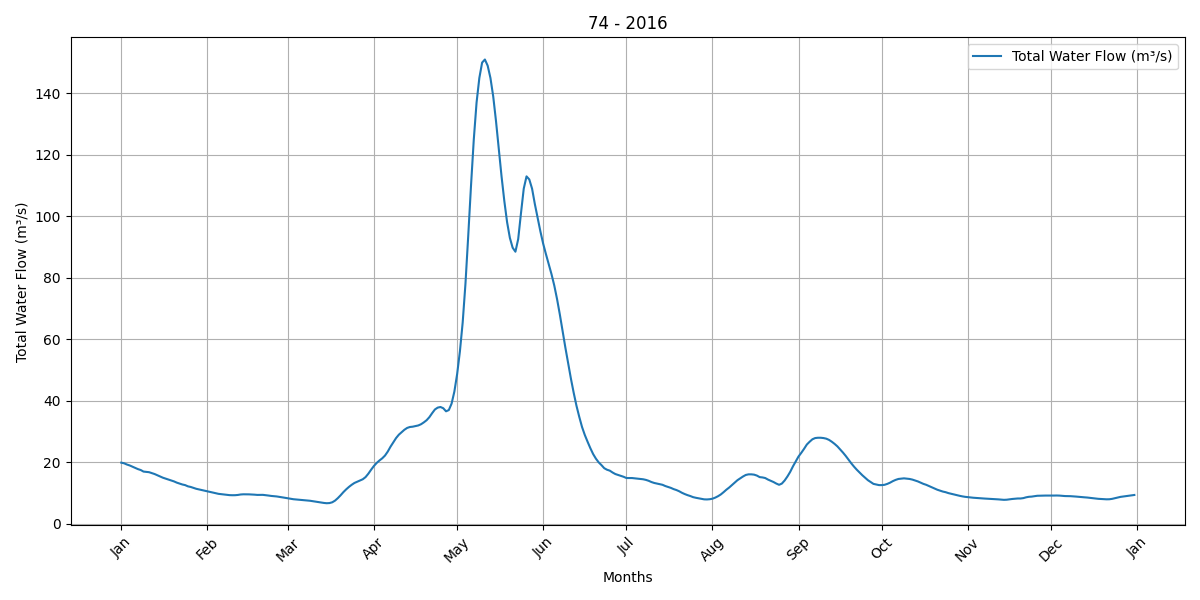 74 - 2016
Total Water Flow (m³/s)
Total Water Flow (m³/s)
140
120
100
80
60
40
20
0
Jan
Feb
Mar
Apr
May
Jun
Jul
Aug
Sep
Oct
Nov
Dec
Jan
Months